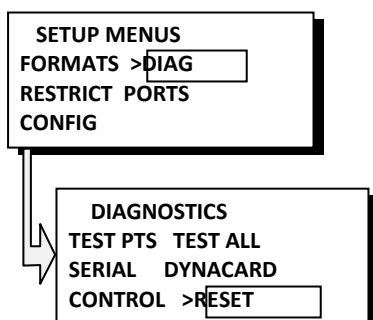 SETUP MENUS
FORMATS >DIAG
RESTRICT PORTS
CONFIG
DIAGNOSTICS
TEST PTS TEST ALL
SERIAL DYNACARD
CONTROL >RESET